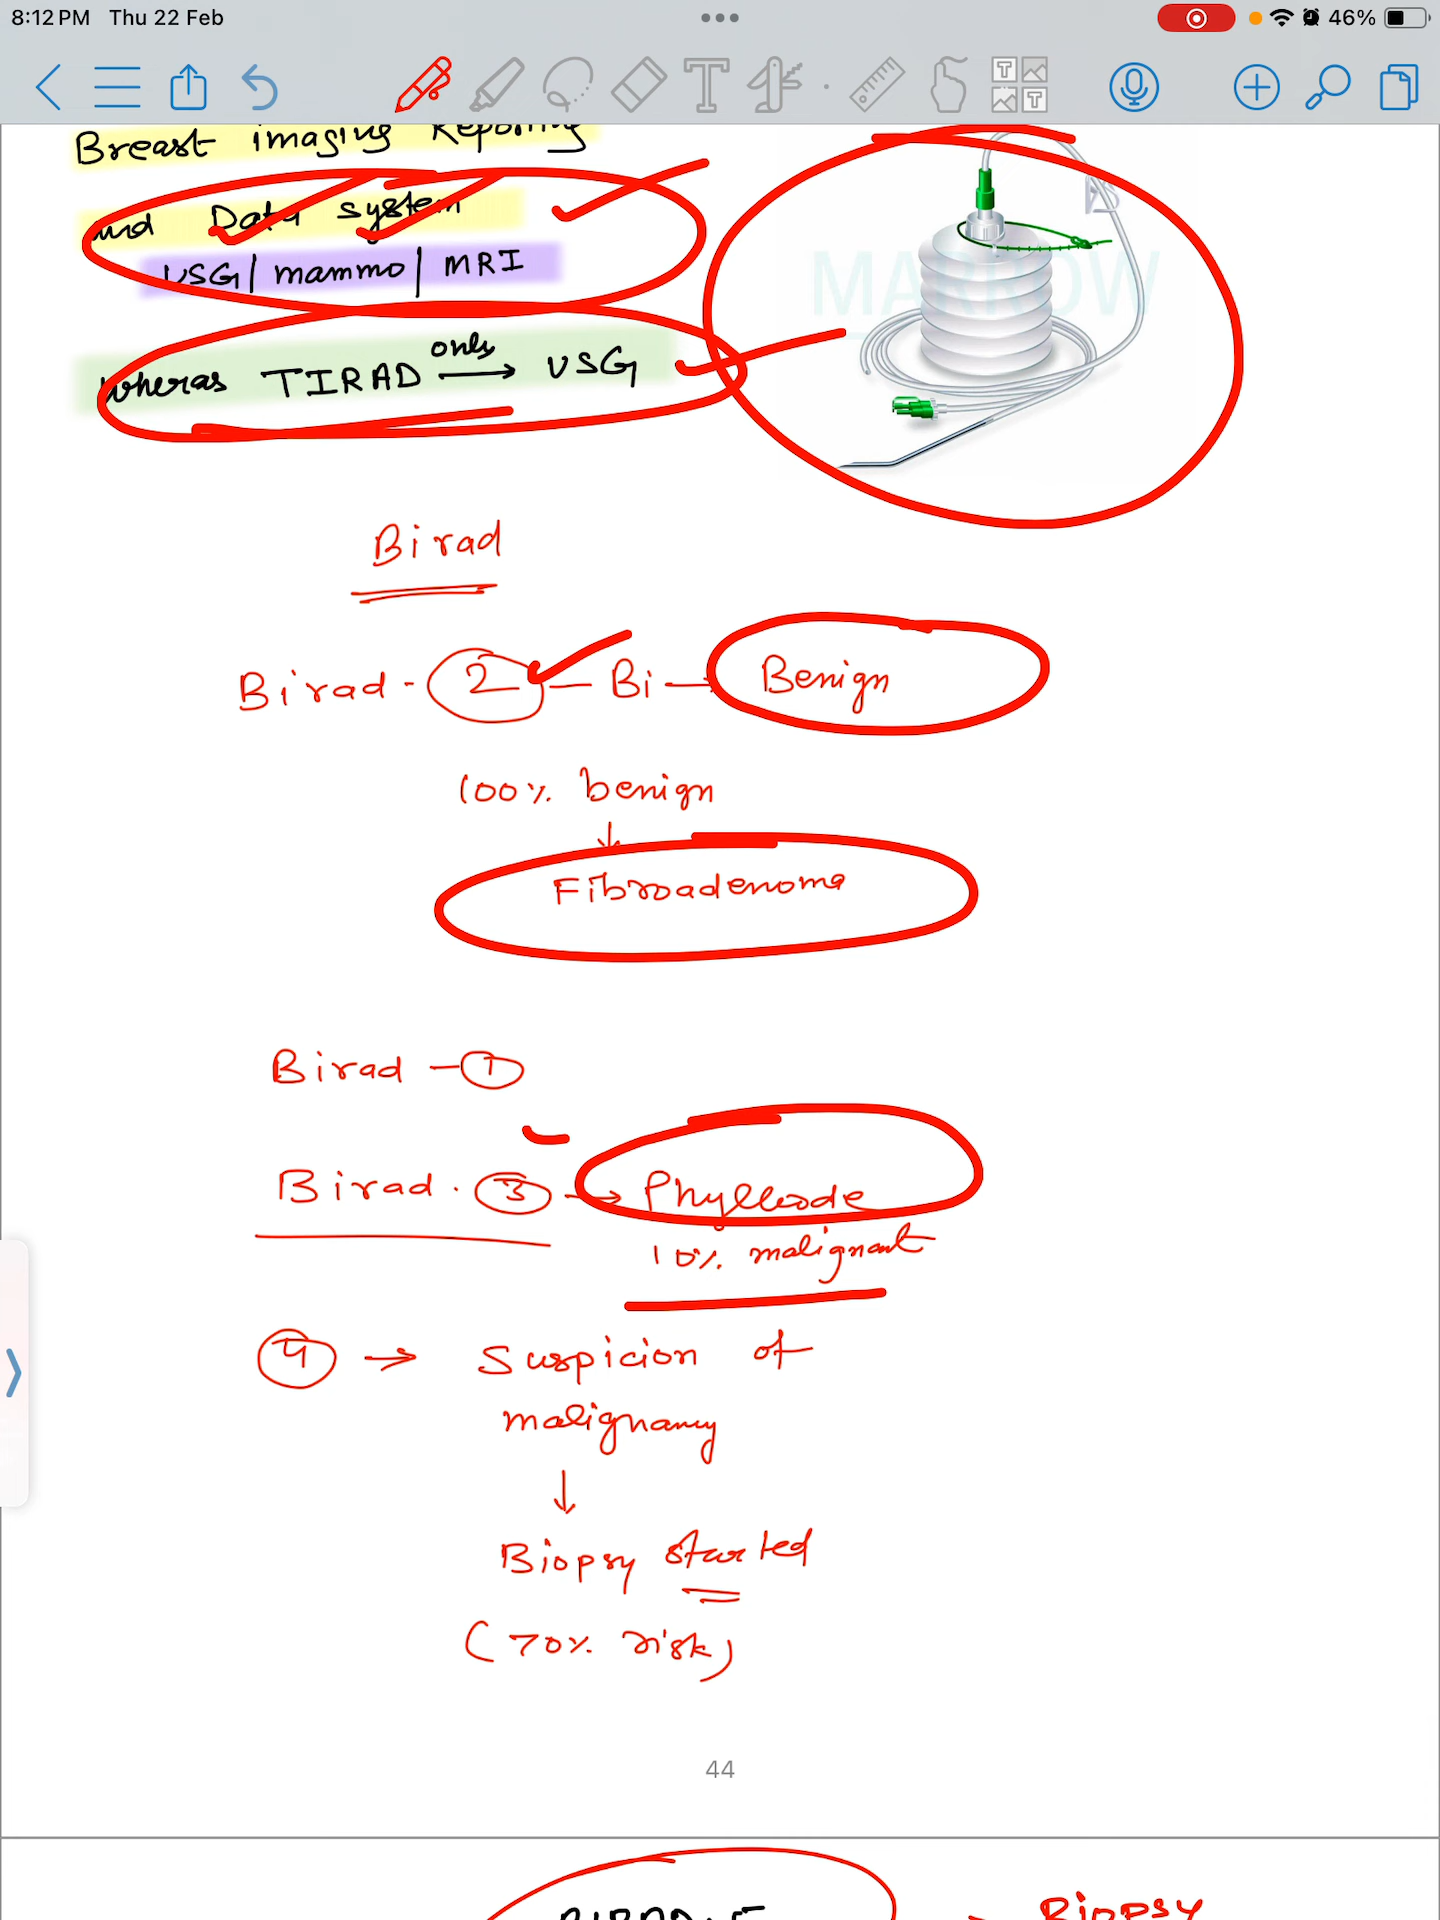 8:12 PM Thu 22 Feb
46%
Breast imaging Reporting
and Data system
USG | mammo | MRI
MARROW
Wheras TIRAD only → USG
Birad
Birad - 2 — Bi → Benign
100% benign
↓
Fibroadenoma
Birad - 1
Birad - 3 → Phyllode
10% malignant
4 → Suspicion of
malignancy
↓
Biopsy started
(70% risk)
44
Biopsy